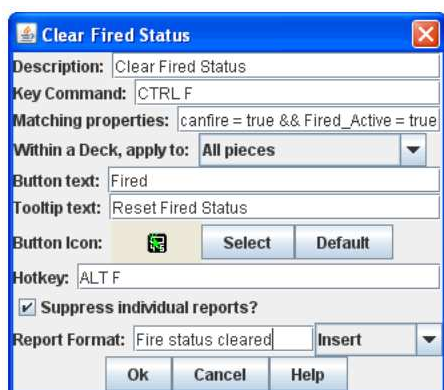 Clear Fired Status
Description: Clear Fired Status
Key Command: CTRL F
Matching properties: canfire = true && Fired_Active = true
Within a Deck, apply to: All pieces
Button text: Fired
Tooltip text: Reset Fired Status
Button Icon: Select Default
Hotkey: ALT F
Suppress individual reports?
Report Format: Fire status cleared Insert
Ok Cancel Help